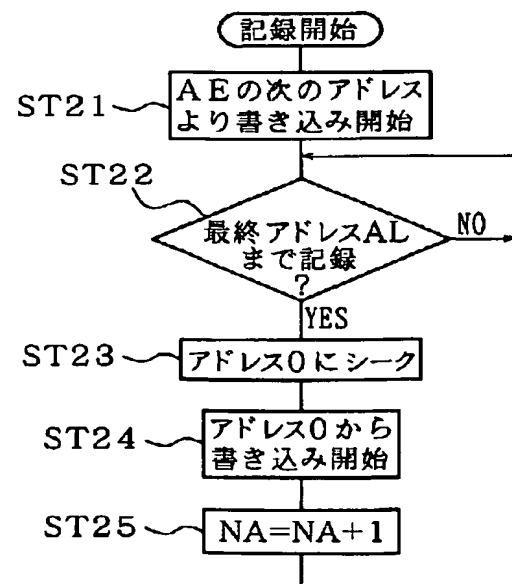 記録開始
ST21
AEの次のアドレス
より書き込み開始
ST22
最終アドレスAL
まで記録
?
NO
YES
ST23
アドレス0にシーク
ST24
アドレス0から
書き込み開始
ST25
NA=NA+1